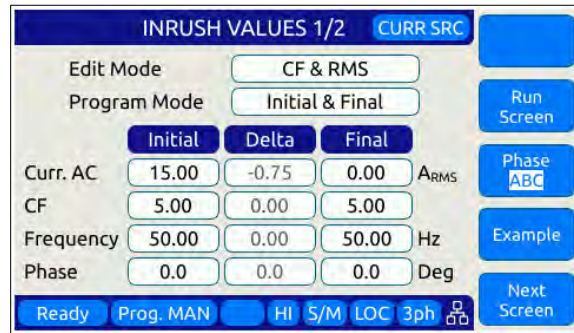 INRUSH VALUES 1/2 CURR SRC
Edit Mode CF & RMS
Program Mode Initial & Final
Run
Screen
Initial Delta Final
Phase
ABC
Curr. AC 15.00 -0.75 0.00 ARMS
CF 5.00 0.00 5.00
Frequency 50.00 0.00 50.00 Hz
Example
Phase 0.0 0.0 0.0 Deg
Next
Screen
Ready Prog. MAN HI S/M LOC 3ph